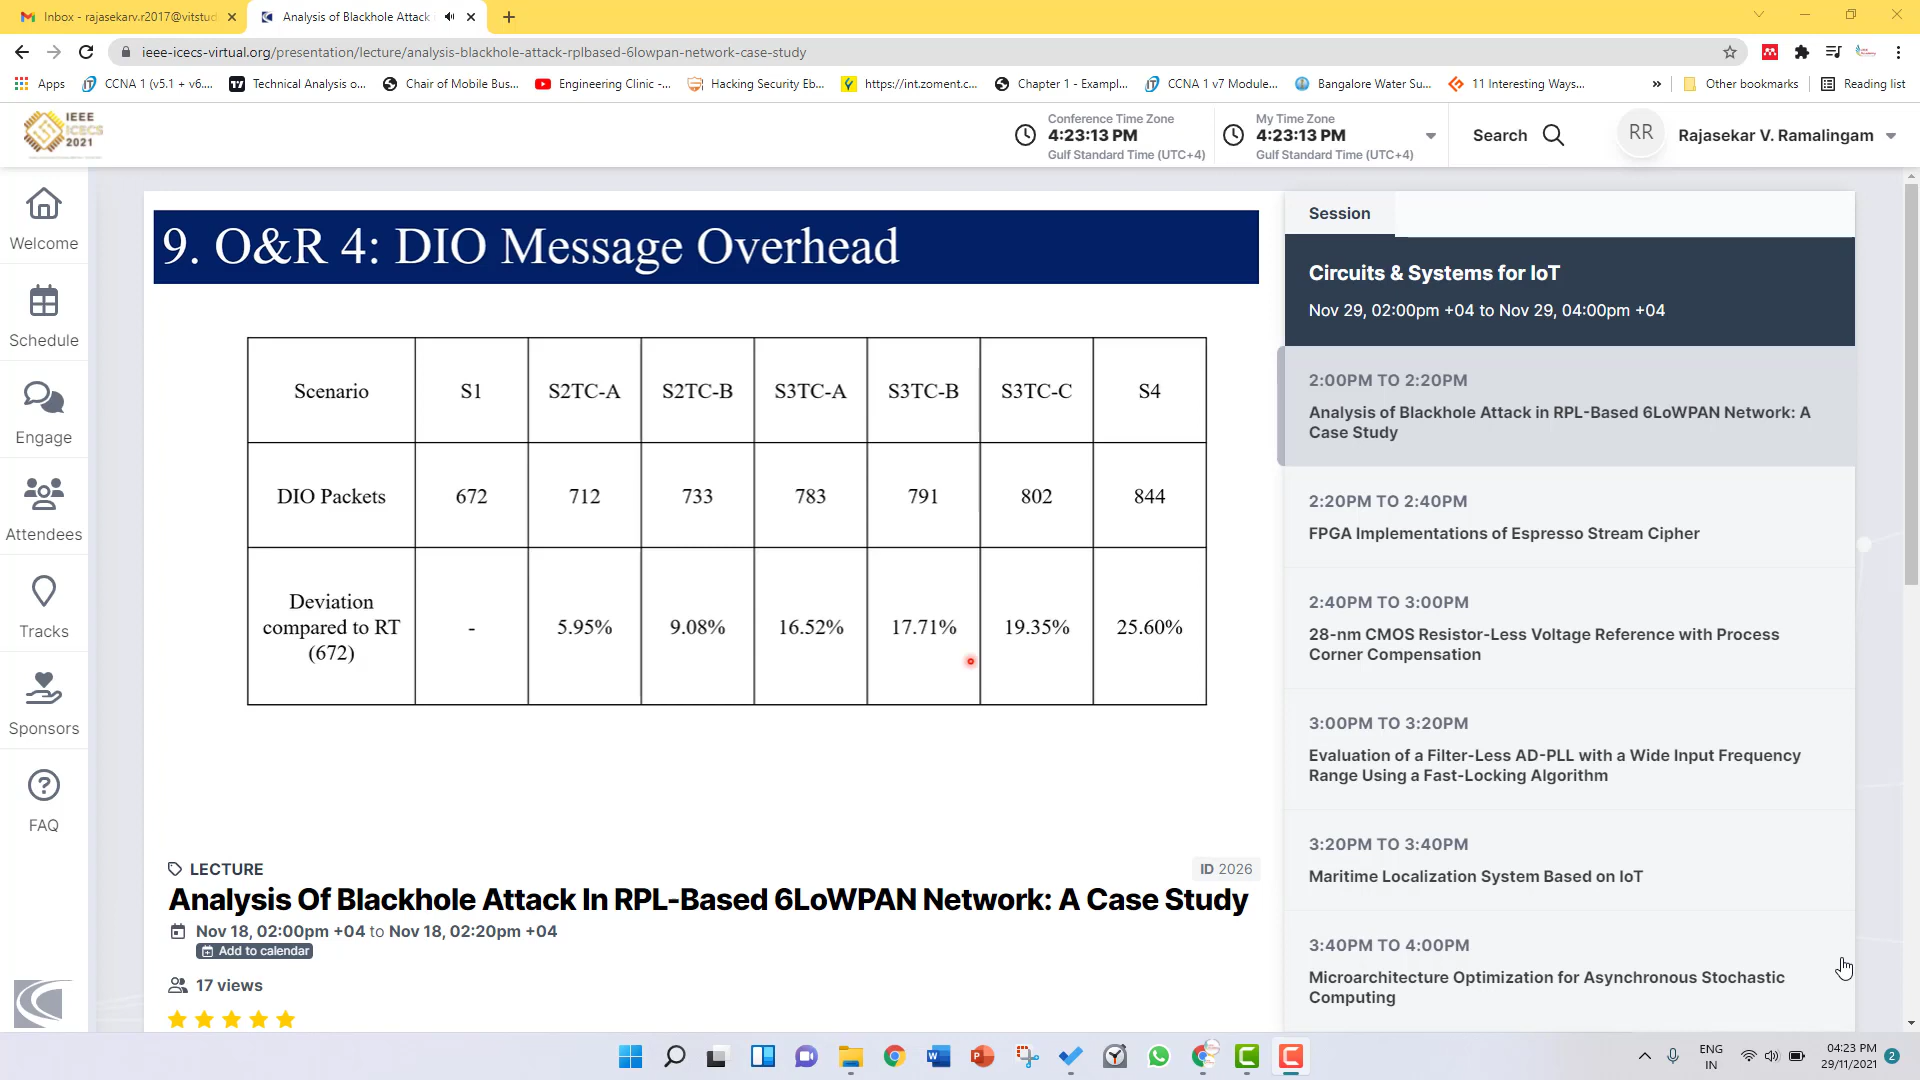 Inbox - rajasekarv.r2017@vitstud
Analysis of Blackhole Attack
ieee-icecs-virtual.org/presentation/lecture/analysis-blackhole-attack-rplbased-6lowpan-network-case-study
Apps
CCNA 1 (v5.1 + v6....
Technical Analysis o...
Chair of Mobile Bus...
Engineering Clinic -...
Hacking Security Eb...
https://int.zoment.c...
Chapter 1 - Exampl...
CCNA 1 v7 Module...
Bangalore Water Su...
11 Interesting Ways...
»
Other bookmarks
Reading list
IEEE
ICECS
2021
Conference Time Zone
4:23:13 PM
Gulf Standard Time (UTC+4)
My Time Zone
4:23:13 PM
Gulf Standard Time (UTC+4)
Search
RR
Rajasekar V. Ramalingam
Welcome
Schedule
Engage
Attendees
Tracks
Sponsors
FAQ
9. O&R 4: DIO Message Overhead
Scenario S1 S2TC-A S2TC-B S3TC-A S3TC-B S3TC-C S4
DIO Packets 672 712 733 783 791 802 844
Deviation
compared to RT - 5.95% 9.08% 16.52% 17.71% 19.35% 25.60%
(672)
LECTURE
ID 2026
Analysis Of Blackhole Attack In RPL-Based 6LoWPAN Network: A Case Study
Nov 18, 02:00pm +04 to Nov 18, 02:20pm +04
Add to calendar
17 views
Session
Circuits & Systems for IoT
Nov 29, 02:00pm +04 to Nov 29, 04:00pm +04
2:00PM TO 2:20PM
Analysis of Blackhole Attack in RPL-Based 6LoWPAN Network: A
Case Study
2:20PM TO 2:40PM
FPGA Implementations of Espresso Stream Cipher
2:40PM TO 3:00PM
28-nm CMOS Resistor-Less Voltage Reference with Process
Corner Compensation
3:00PM TO 3:20PM
Evaluation of a Filter-Less AD-PLL with a Wide Input Frequency
Range Using a Fast-Locking Algorithm
3:20PM TO 3:40PM
Maritime Localization System Based on IoT
3:40PM TO 4:00PM
Microarchitecture Optimization for Asynchronous Stochastic
Computing
ENG
IN
04:23 PM
29/11/2021
2